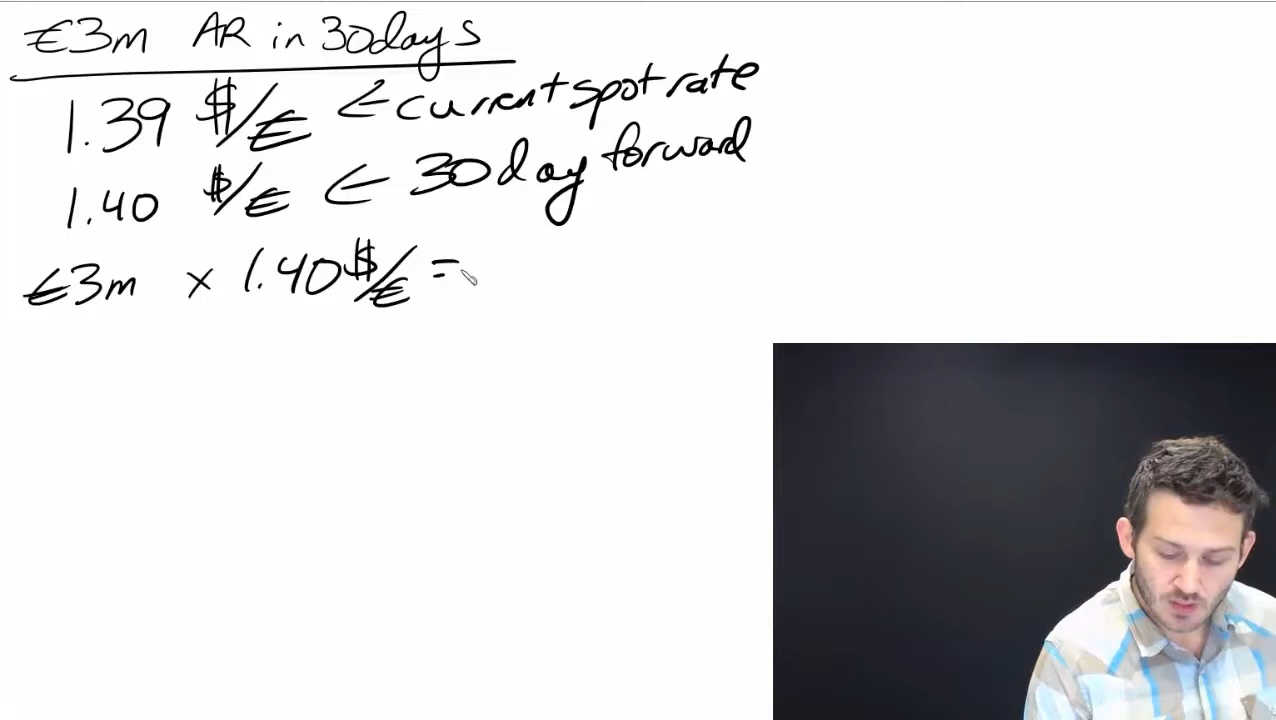 €3m AR in 30days
1.39 $/€ ← current spot rate
1.40 $/€ ← 30 day forward
€3m × 1.40 $/€ =